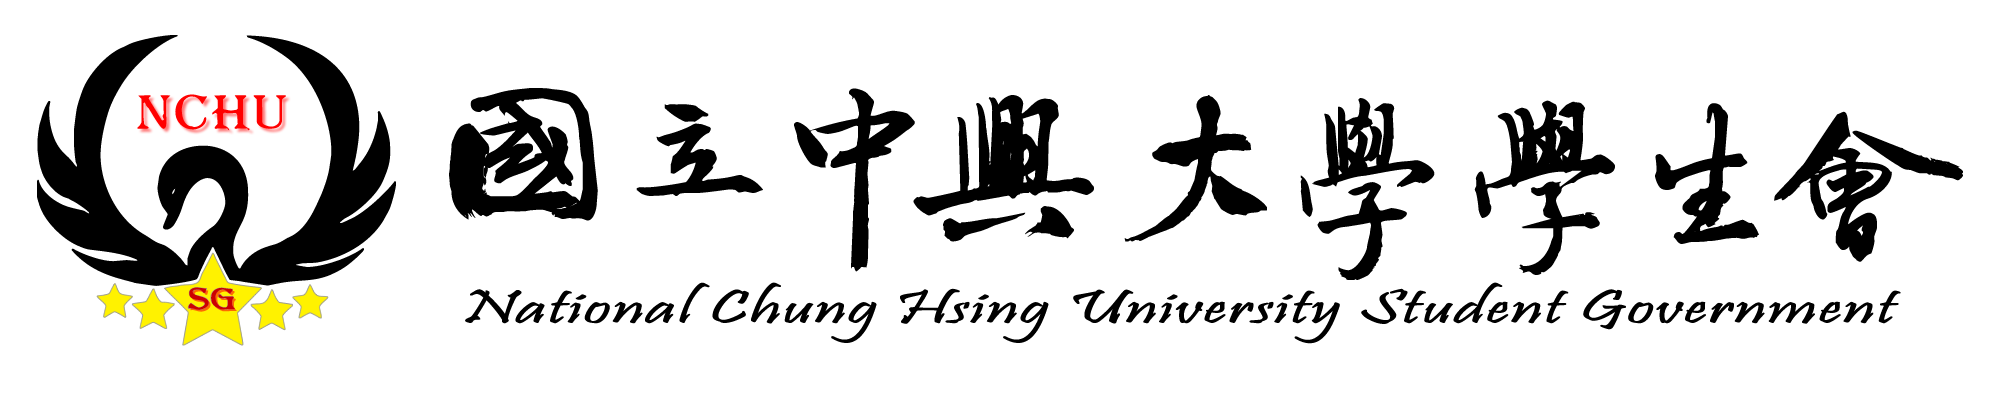 NCHU
SG
國立中興大學學生會
National Chung Hsing University Student Government